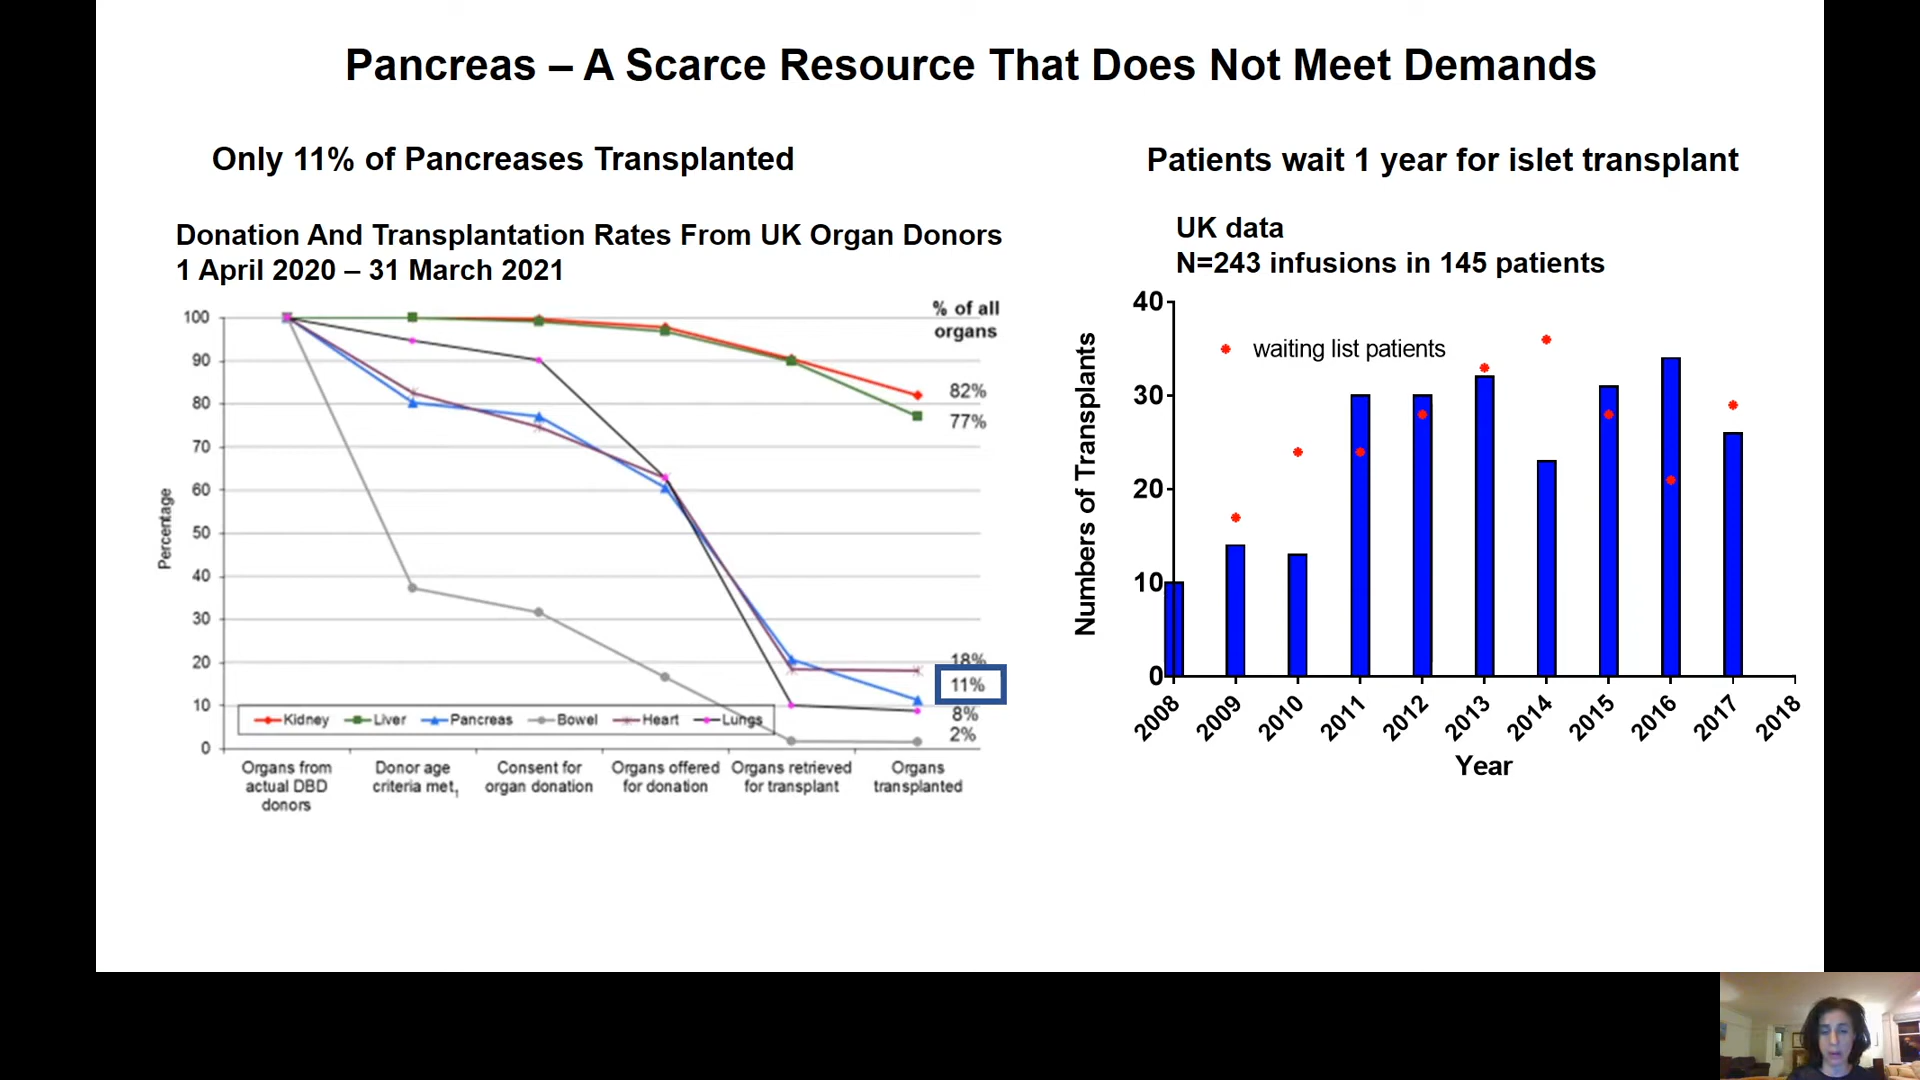 Pancreas – A Scarce Resource That Does Not Meet Demands
Only 11% of Pancreases Transplanted
Donation And Transplantation Rates From UK Organ Donors
1 April 2020 – 31 March 2021
% of all
organs
100
90
80
70
60
50
40
30
20
10
0
Percentage
82%
77%
18%
11%
8%
2%
Kidney Liver Pancreas Bowel Heart Lungs
Organs from
actual DBD
donors
Donor age
criteria met,
Consent for
organ donation
Organs offered
for donation
Organs retrieved
for transplant
Organs
transplanted
Patients wait 1 year for islet transplant
UK data
N=243 infusions in 145 patients
waiting list patients
40
30
20
10
0
Numbers of Transplants
2008 2009 2010 2011 2012 2013 2014 2015 2016 2017 2018
Year